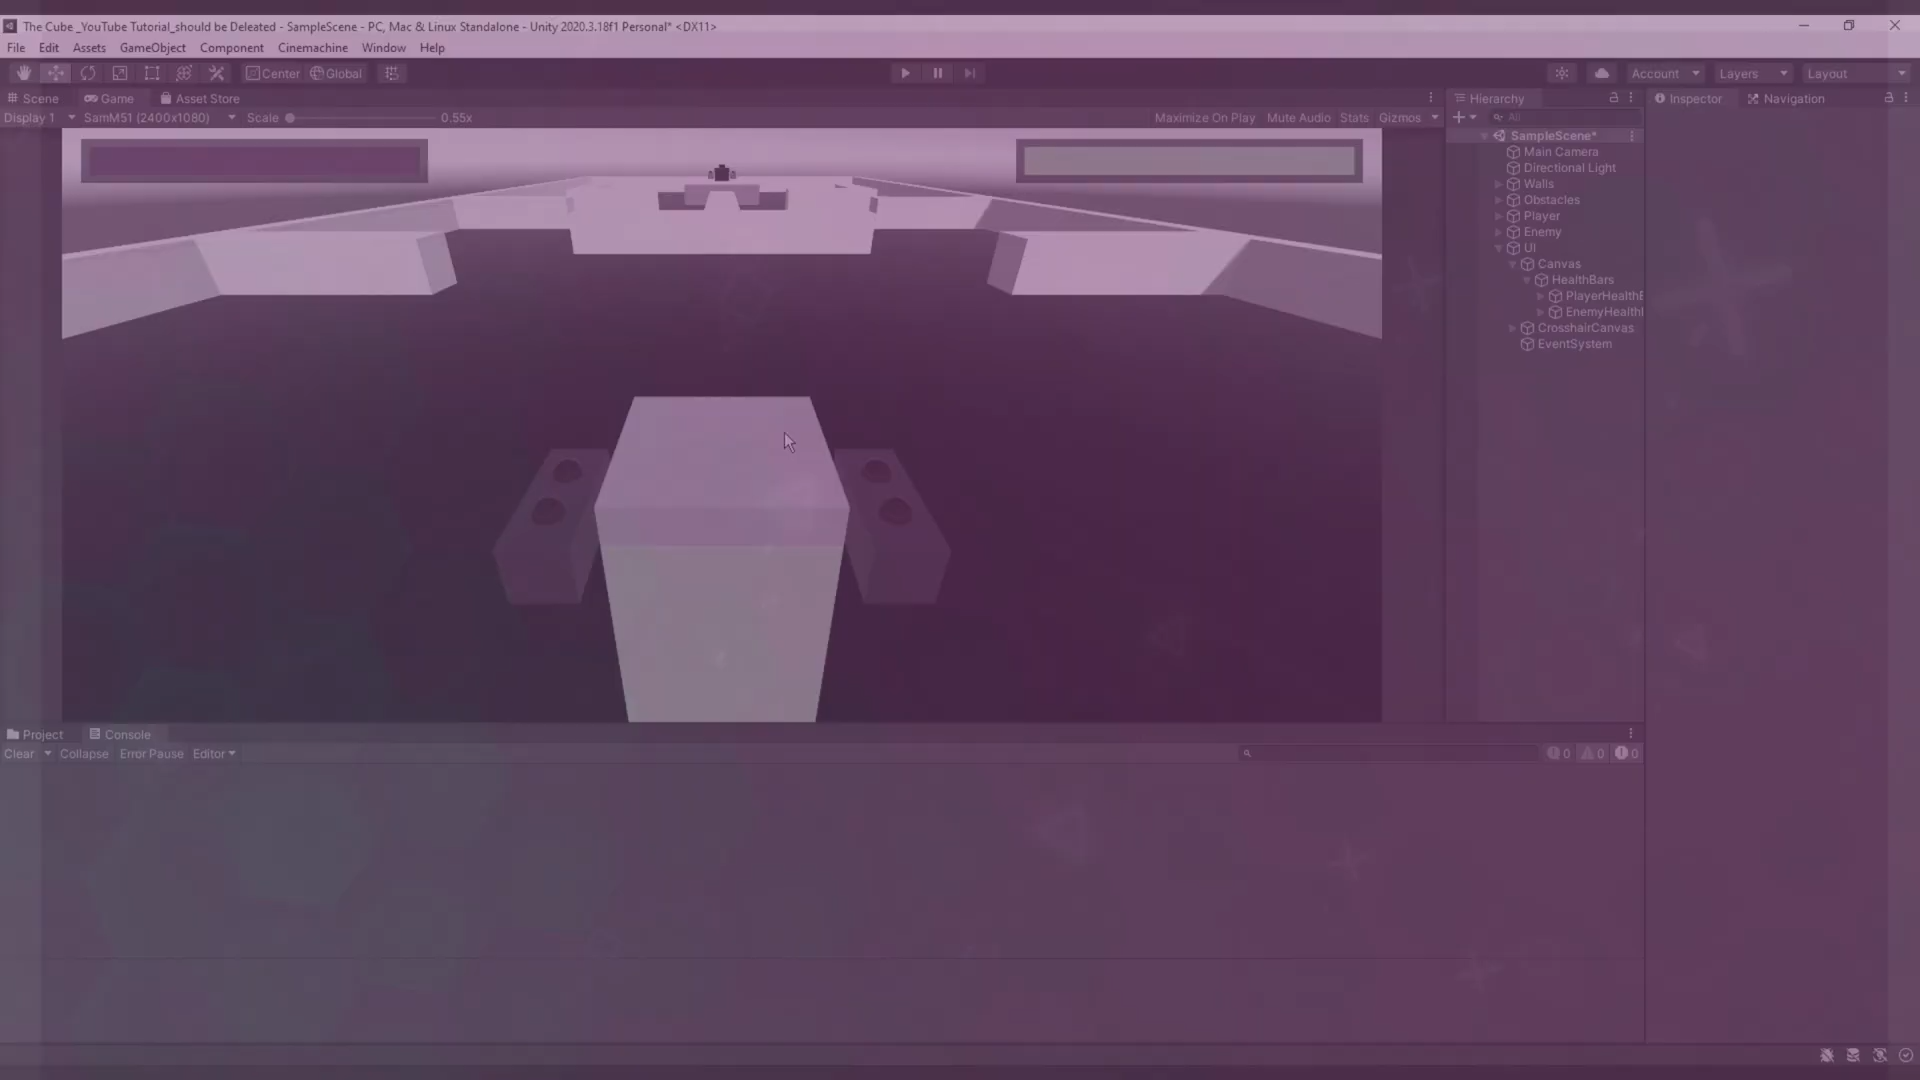 The Cube _YouTube Tutorial_should be Deleated - SampleScene - PC, Mac & Linux Standalone - Unity 2020.3.18f1 Personal* <DX11>
File Edit Assets GameObject Component Cinemachine Window Help
Center Global Account Layers Layout
Scene Game Asset Store Hierarchy Inspector Navigation
Display 1 SamM51 (2400x1080) Scale 0.55x Maximize On Play Mute Audio Stats Gizmos All
SampleScene*
Main Camera
Directional Light
Walls
Obstacles
Player
Enemy
UI
Canvas
HealthBars
PlayerHealthB
EnemyHealthI
CrosshairCanvas
EventSystem
Project Console
Clear Collapse Error Pause Editor 0 0 0